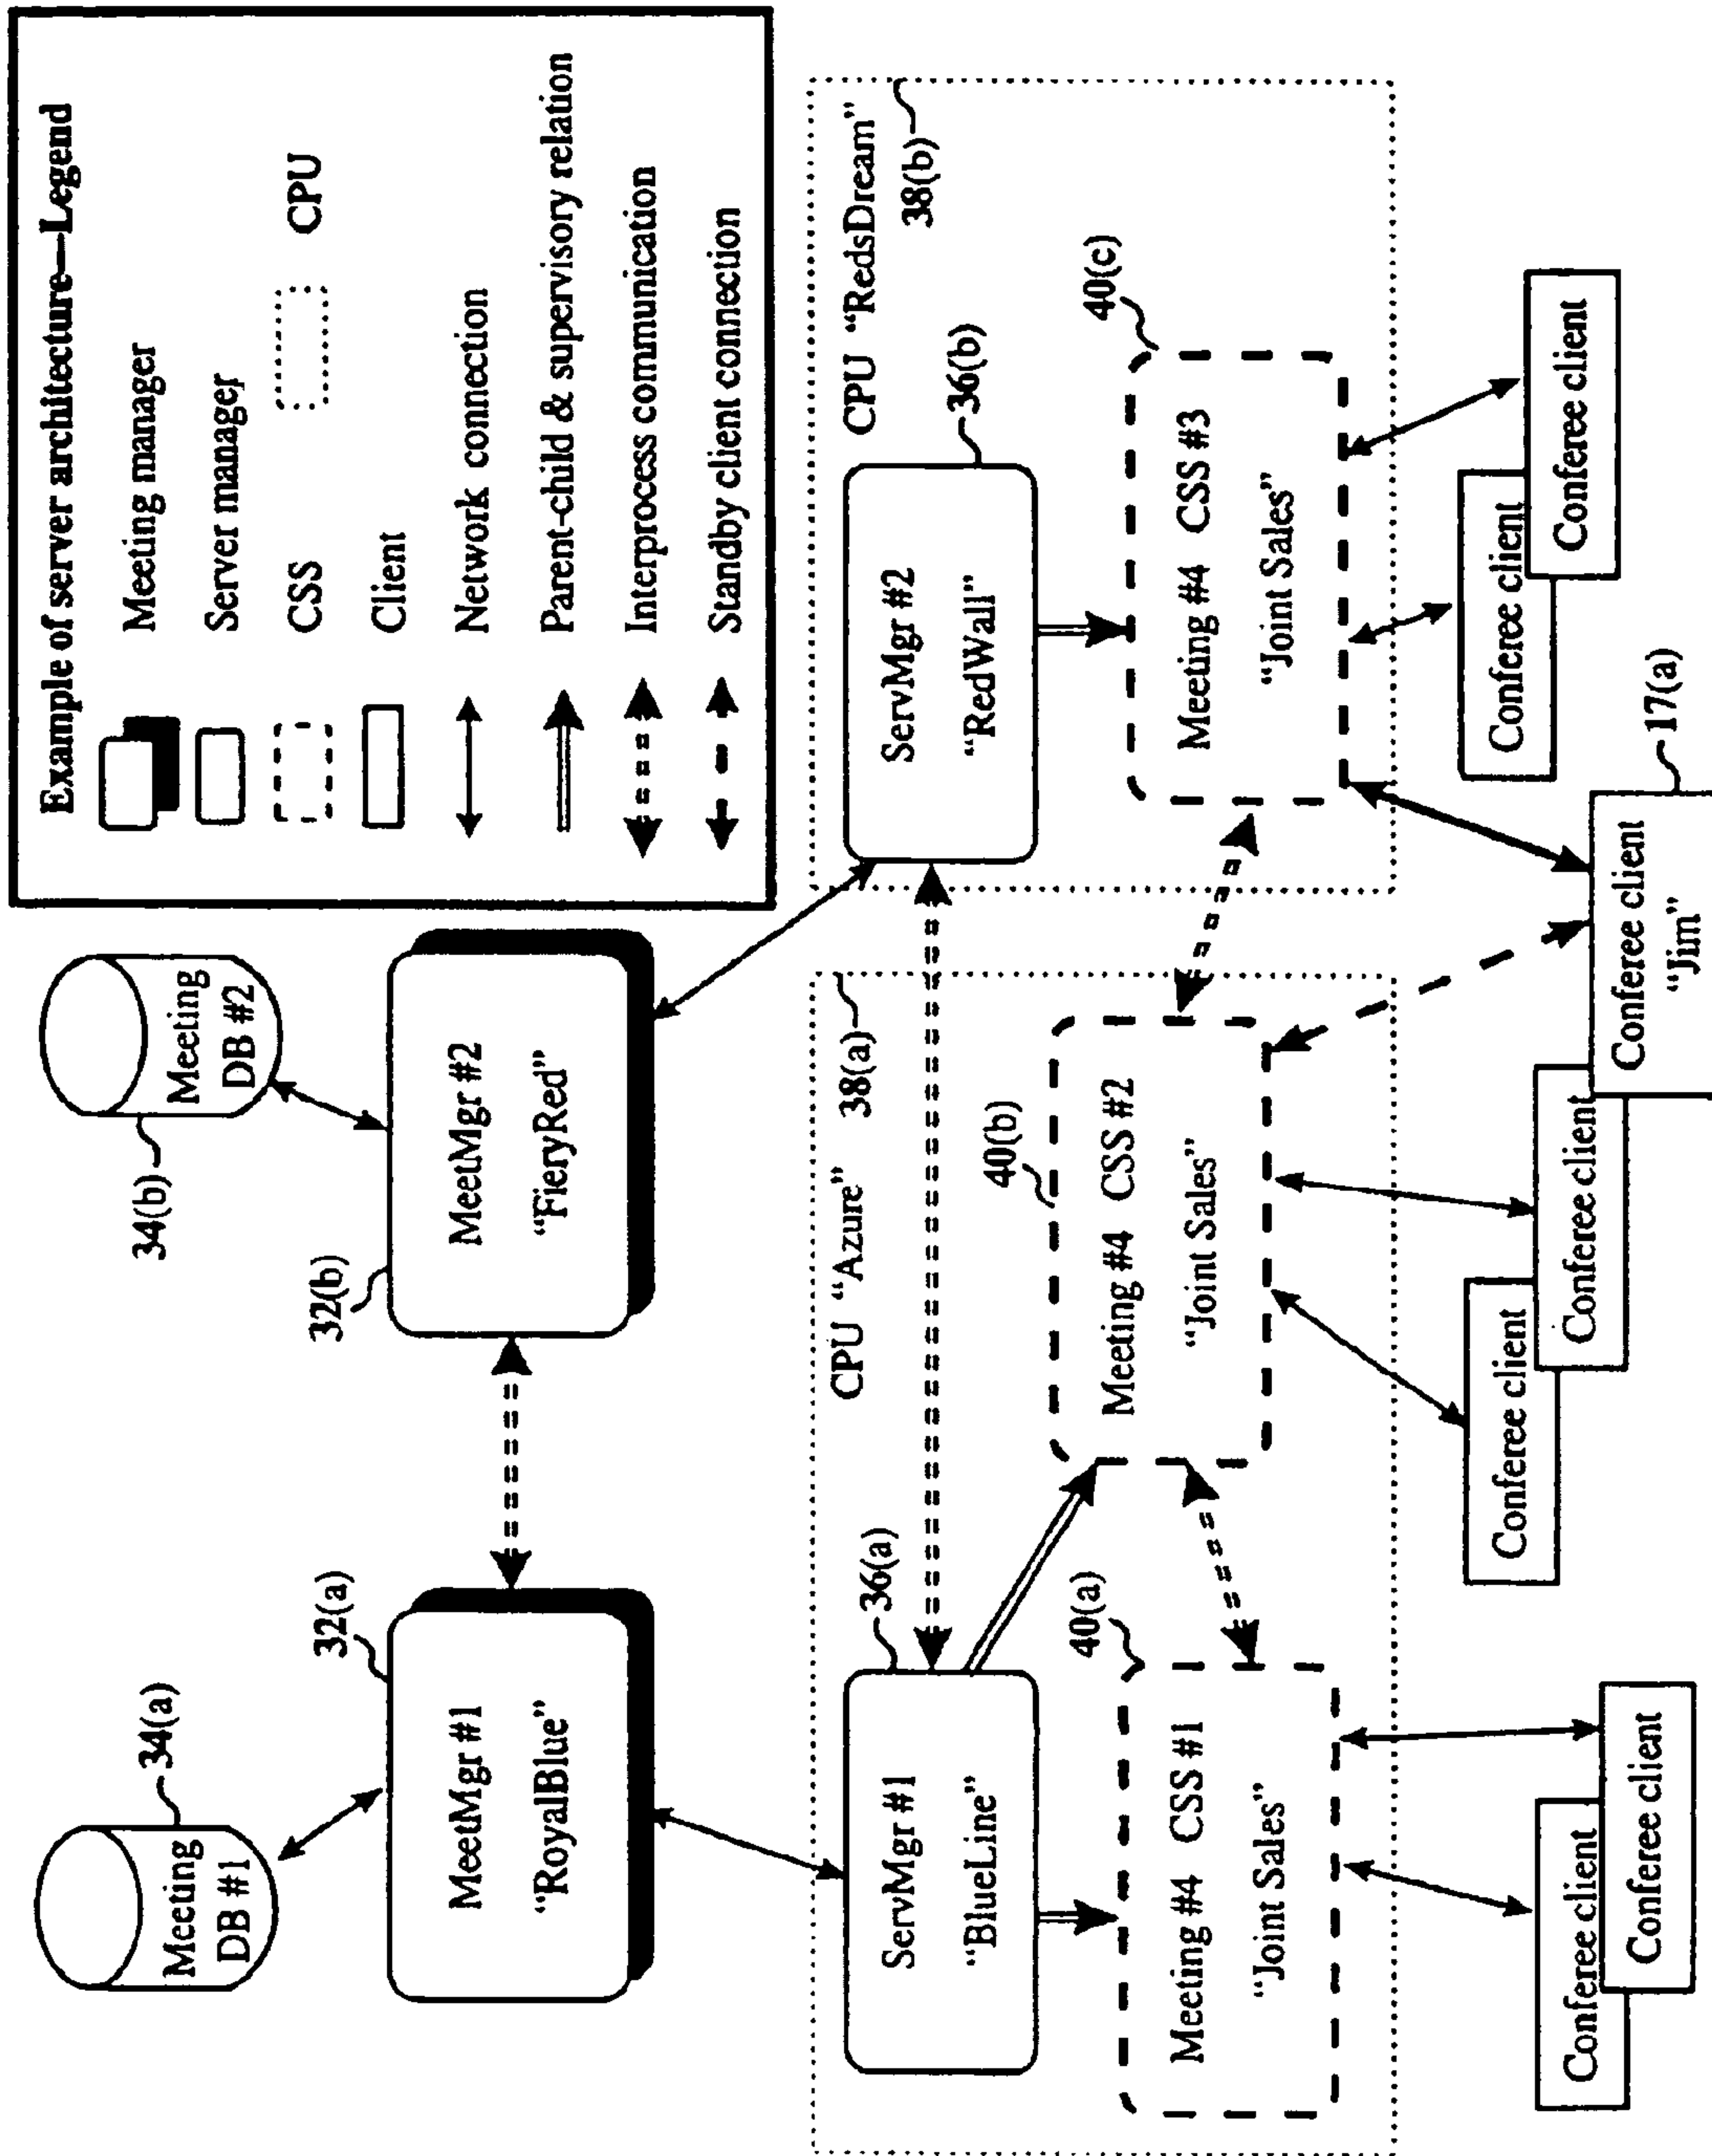 Example of server architecture—Legend
Meeting manager
Server manager
CSS
CPU
Client
Network connection
Parent-child & supervisory relation
Interprocess communication
Standby client connection
34(a)
Meeting
DB #1
34(b)
Meeting
DB #2
32(a)
MeetMgr #1
"RoyalBlue"
32(b)
MeetMgr #2
"FieryRed"
CPU "Azure"
38(a)
CPU "RedsDream"
38(b)
36(a)
ServMgr #1
"BlueLine"
36(b)
ServMgr #2
"RedWall"
40(a)
Meeting #4 CSS #1
"Joint Sales"
40(b)
Meeting #4 CSS #2
"Joint Sales"
40(c)
Meeting #4 CSS #3
"Joint Sales"
Conferee client
Conferee client
Conferee client
Conferee client
Conferee client
"Jim"
17(a)
Conferee client
Conferee client